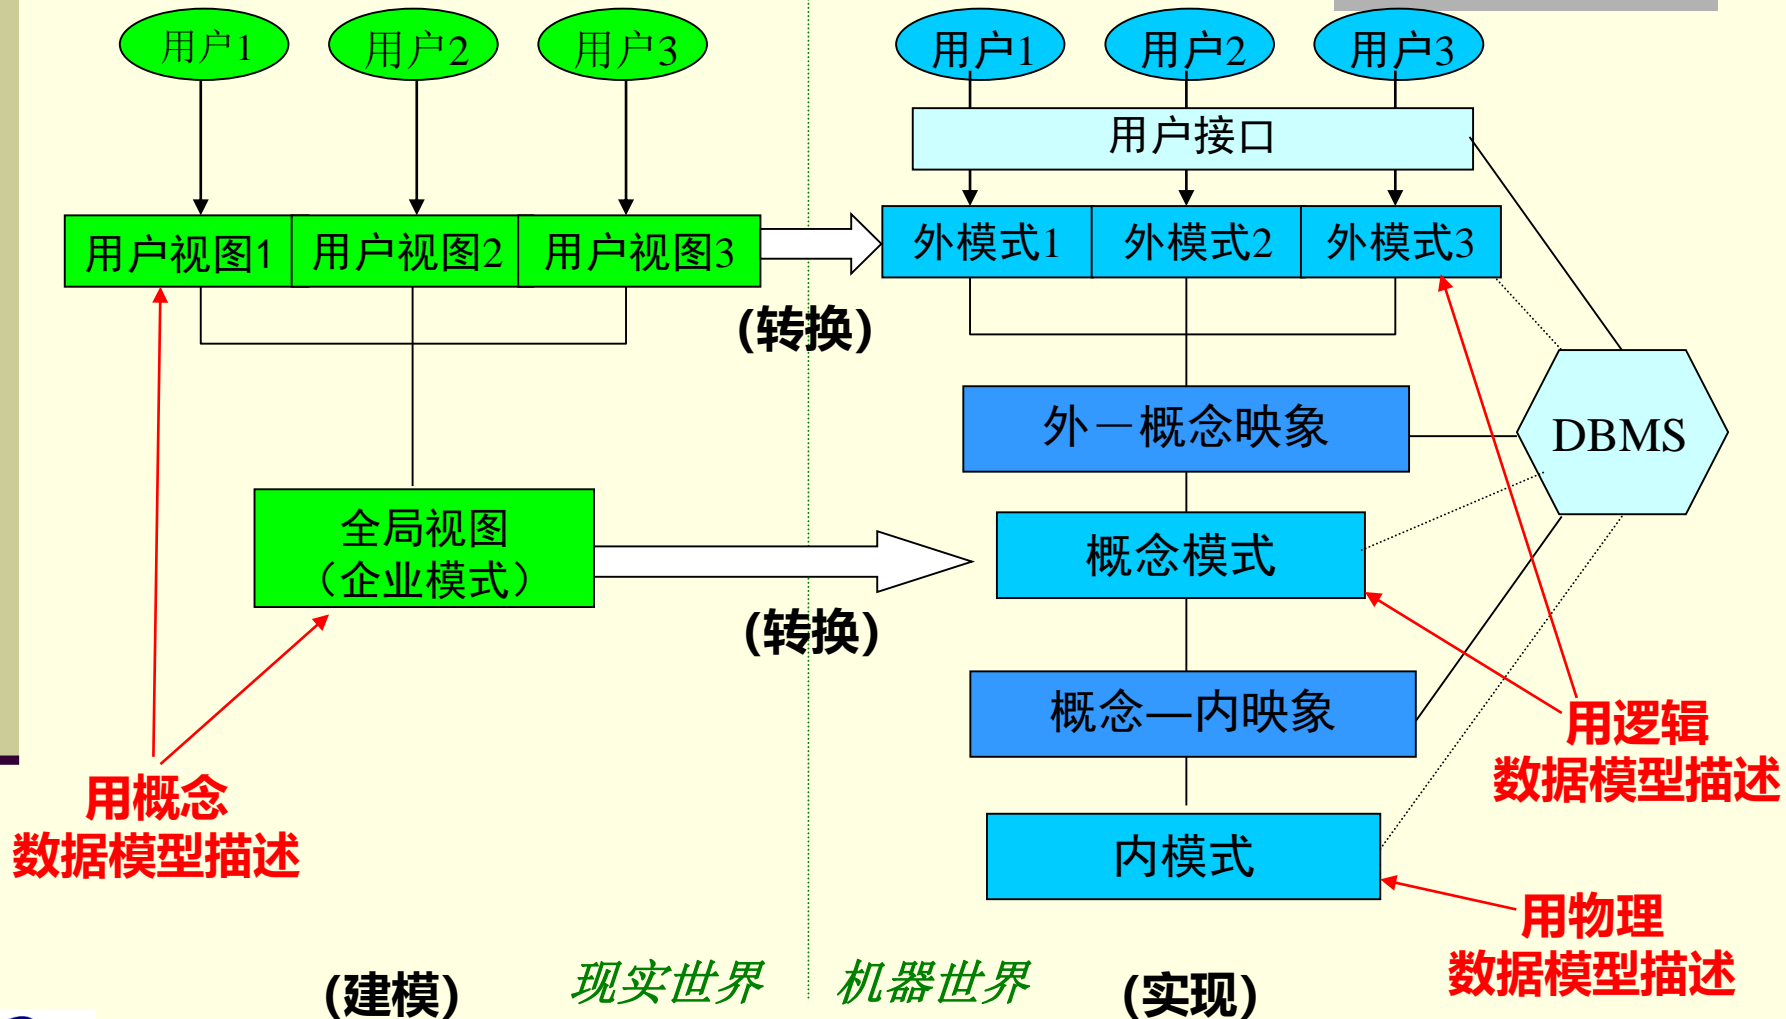 用户1
用户2
用户3
用户1
用户2
用户3
用户接口
用户视图1
用户视图2
用户视图3
外模式1
外模式2
外模式3
(转换)
外－概念映象
DBMS
全局视图
（企业模式）
概念模式
(转换)
概念—内映象
用逻辑
数据模型描述
用概念
数据模型描述
内模式
用物理
数据模型描述
(建模)
现实世界
机器世界
(实现)